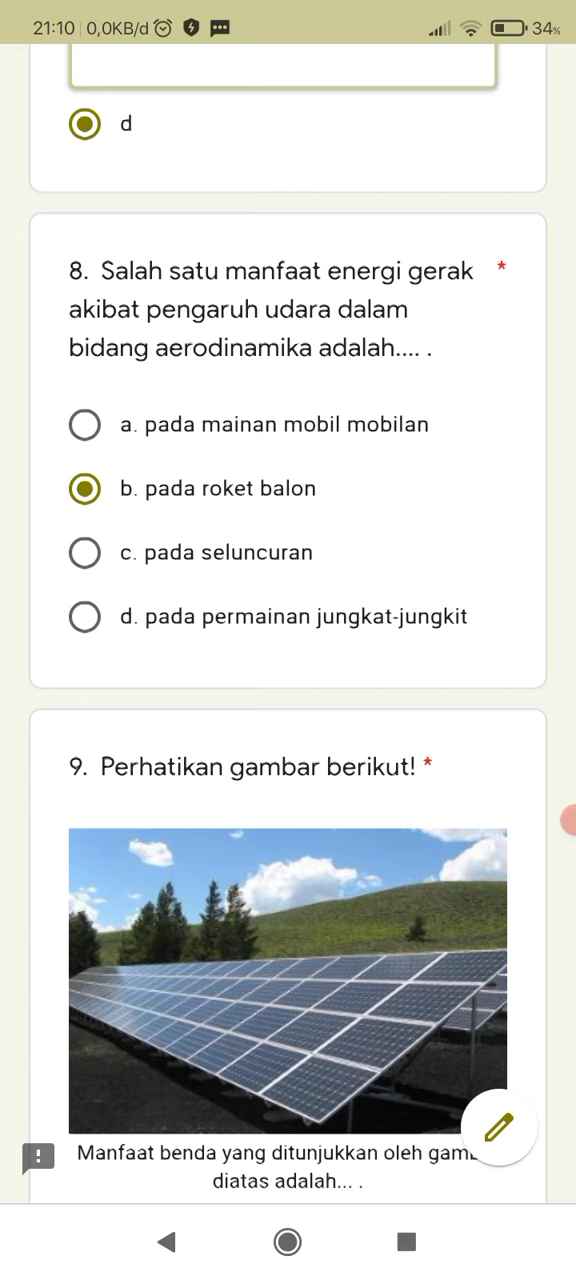 21:10 0,0KB/d
34%
d
8. Salah satu manfaat energi gerak *
akibat pengaruh udara dalam
bidang aerodinamika adalah.... .
a. pada mainan mobil mobilan
b. pada roket balon
c. pada seluncuran
d. pada permainan jungkat-jungkit
9. Perhatikan gambar berikut! *
Manfaat benda yang ditunjukkan oleh
diatas adalah... .